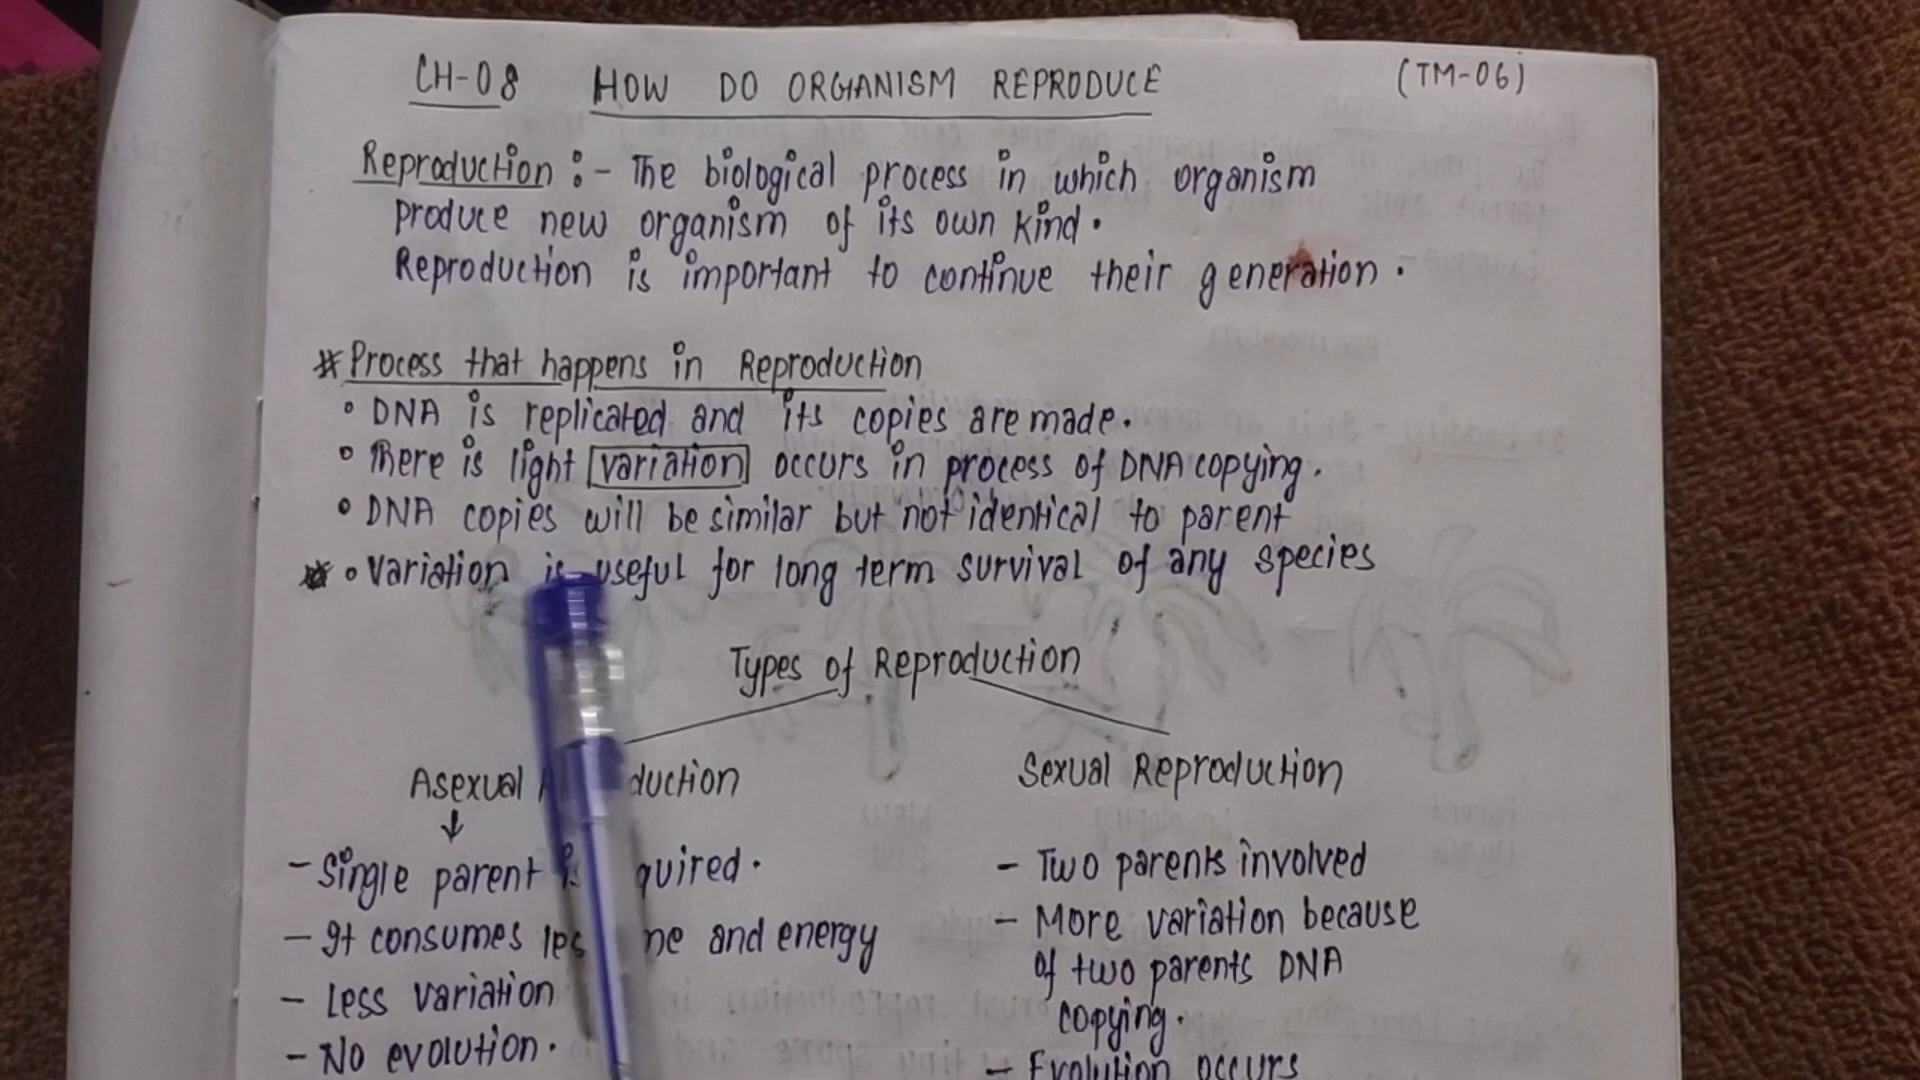 CH-08 HOW DO ORGANISM REPRODUCE (TM-06)
Reproduction :- The biological process in which organism
produce new organism of its own kind.
Reproduction is important to continue their generation.
* Process that happens in Reproduction
• DNA is replicated and its copies are made.
• There is light variation occurs in process of DNA copying.
• DNA copies will be similar but not identical to parent
* • Variation is useful for long term survival of any species
Types of Reproduction
Asexual duction
Sexual Reproduction
↓
- Single parent is quired.
- It consumes les me and energy
- Less variation
- No evolution.
- Two parents involved
- More variation because
of two parents DNA
copying.
- Evolution occurs